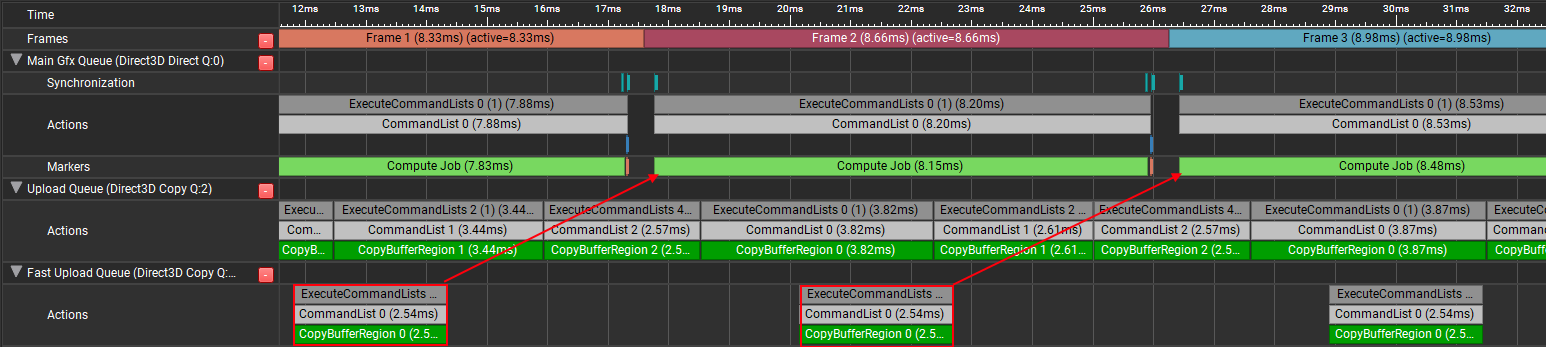 Time 12ms 13ms 14ms 15ms 16ms 17ms 18ms 19ms 20ms 21ms 22ms 23ms 24ms 25ms 26ms 27ms 28ms 29ms 30ms 31ms 32ms
Frames - Frame 1 (8.33ms) (active=8.33ms) Frame 2 (8.66ms) (active=8.66ms) Frame 3 (8.98ms) (active=8.98ms)
Main Gfx Queue (Direct3D Direct Q:0) -
Synchronization
ExecuteCommandLists 0 (1) (7.88ms) ExecuteCommandLists 0 (1) (8.20ms) ExecuteCommandLists 0 (1) (8.53ms)
Actions CommandList 0 (7.88ms) CommandList 0 (8.20ms) CommandList 0 (8.53ms)
Markers Compute Job (7.83ms) Compute Job (8.15ms) Compute Job (8.48ms)
Upload Queue (Direct3D Copy Q:2) -
Execu... ExecuteCommandLists 2 (1) (3.44... ExecuteCommandLists 4... ExecuteCommandLists 0 (1) (3.82ms) ExecuteCommandLists 2 ... ExecuteCommandLists 4... ExecuteCommandLists 0 (1) (3.87ms) ExecuteC
Actions Com... CommandList 1 (3.44ms) CommandList 2 (2.57ms) CommandList 0 (3.82ms) CommandList 1 (2.61ms) CommandList 2 (2.57ms) CommandList 0 (3.87ms) Command
CopyB... CopyBufferRegion 1 (3.44ms) CopyBufferRegion 2 (2.5... CopyBufferRegion 0 (3.82ms) CopyBufferRegion 1 (2.61... CopyBufferRegion 2 (2.5... CopyBufferRegion 0 (3.87ms) CopyBuff
Fast Upload Queue (Direct3D Copy Q:... -
ExecuteCommandLists ... ExecuteCommandLists ... ExecuteCommandLists ...
Actions CommandList 0 (2.54ms) CommandList 0 (2.54ms) CommandList 0 (2.54ms)
CopyBufferRegion 0 (2.5... CopyBufferRegion 0 (2.5... CopyBufferRegion 0 (2.5...